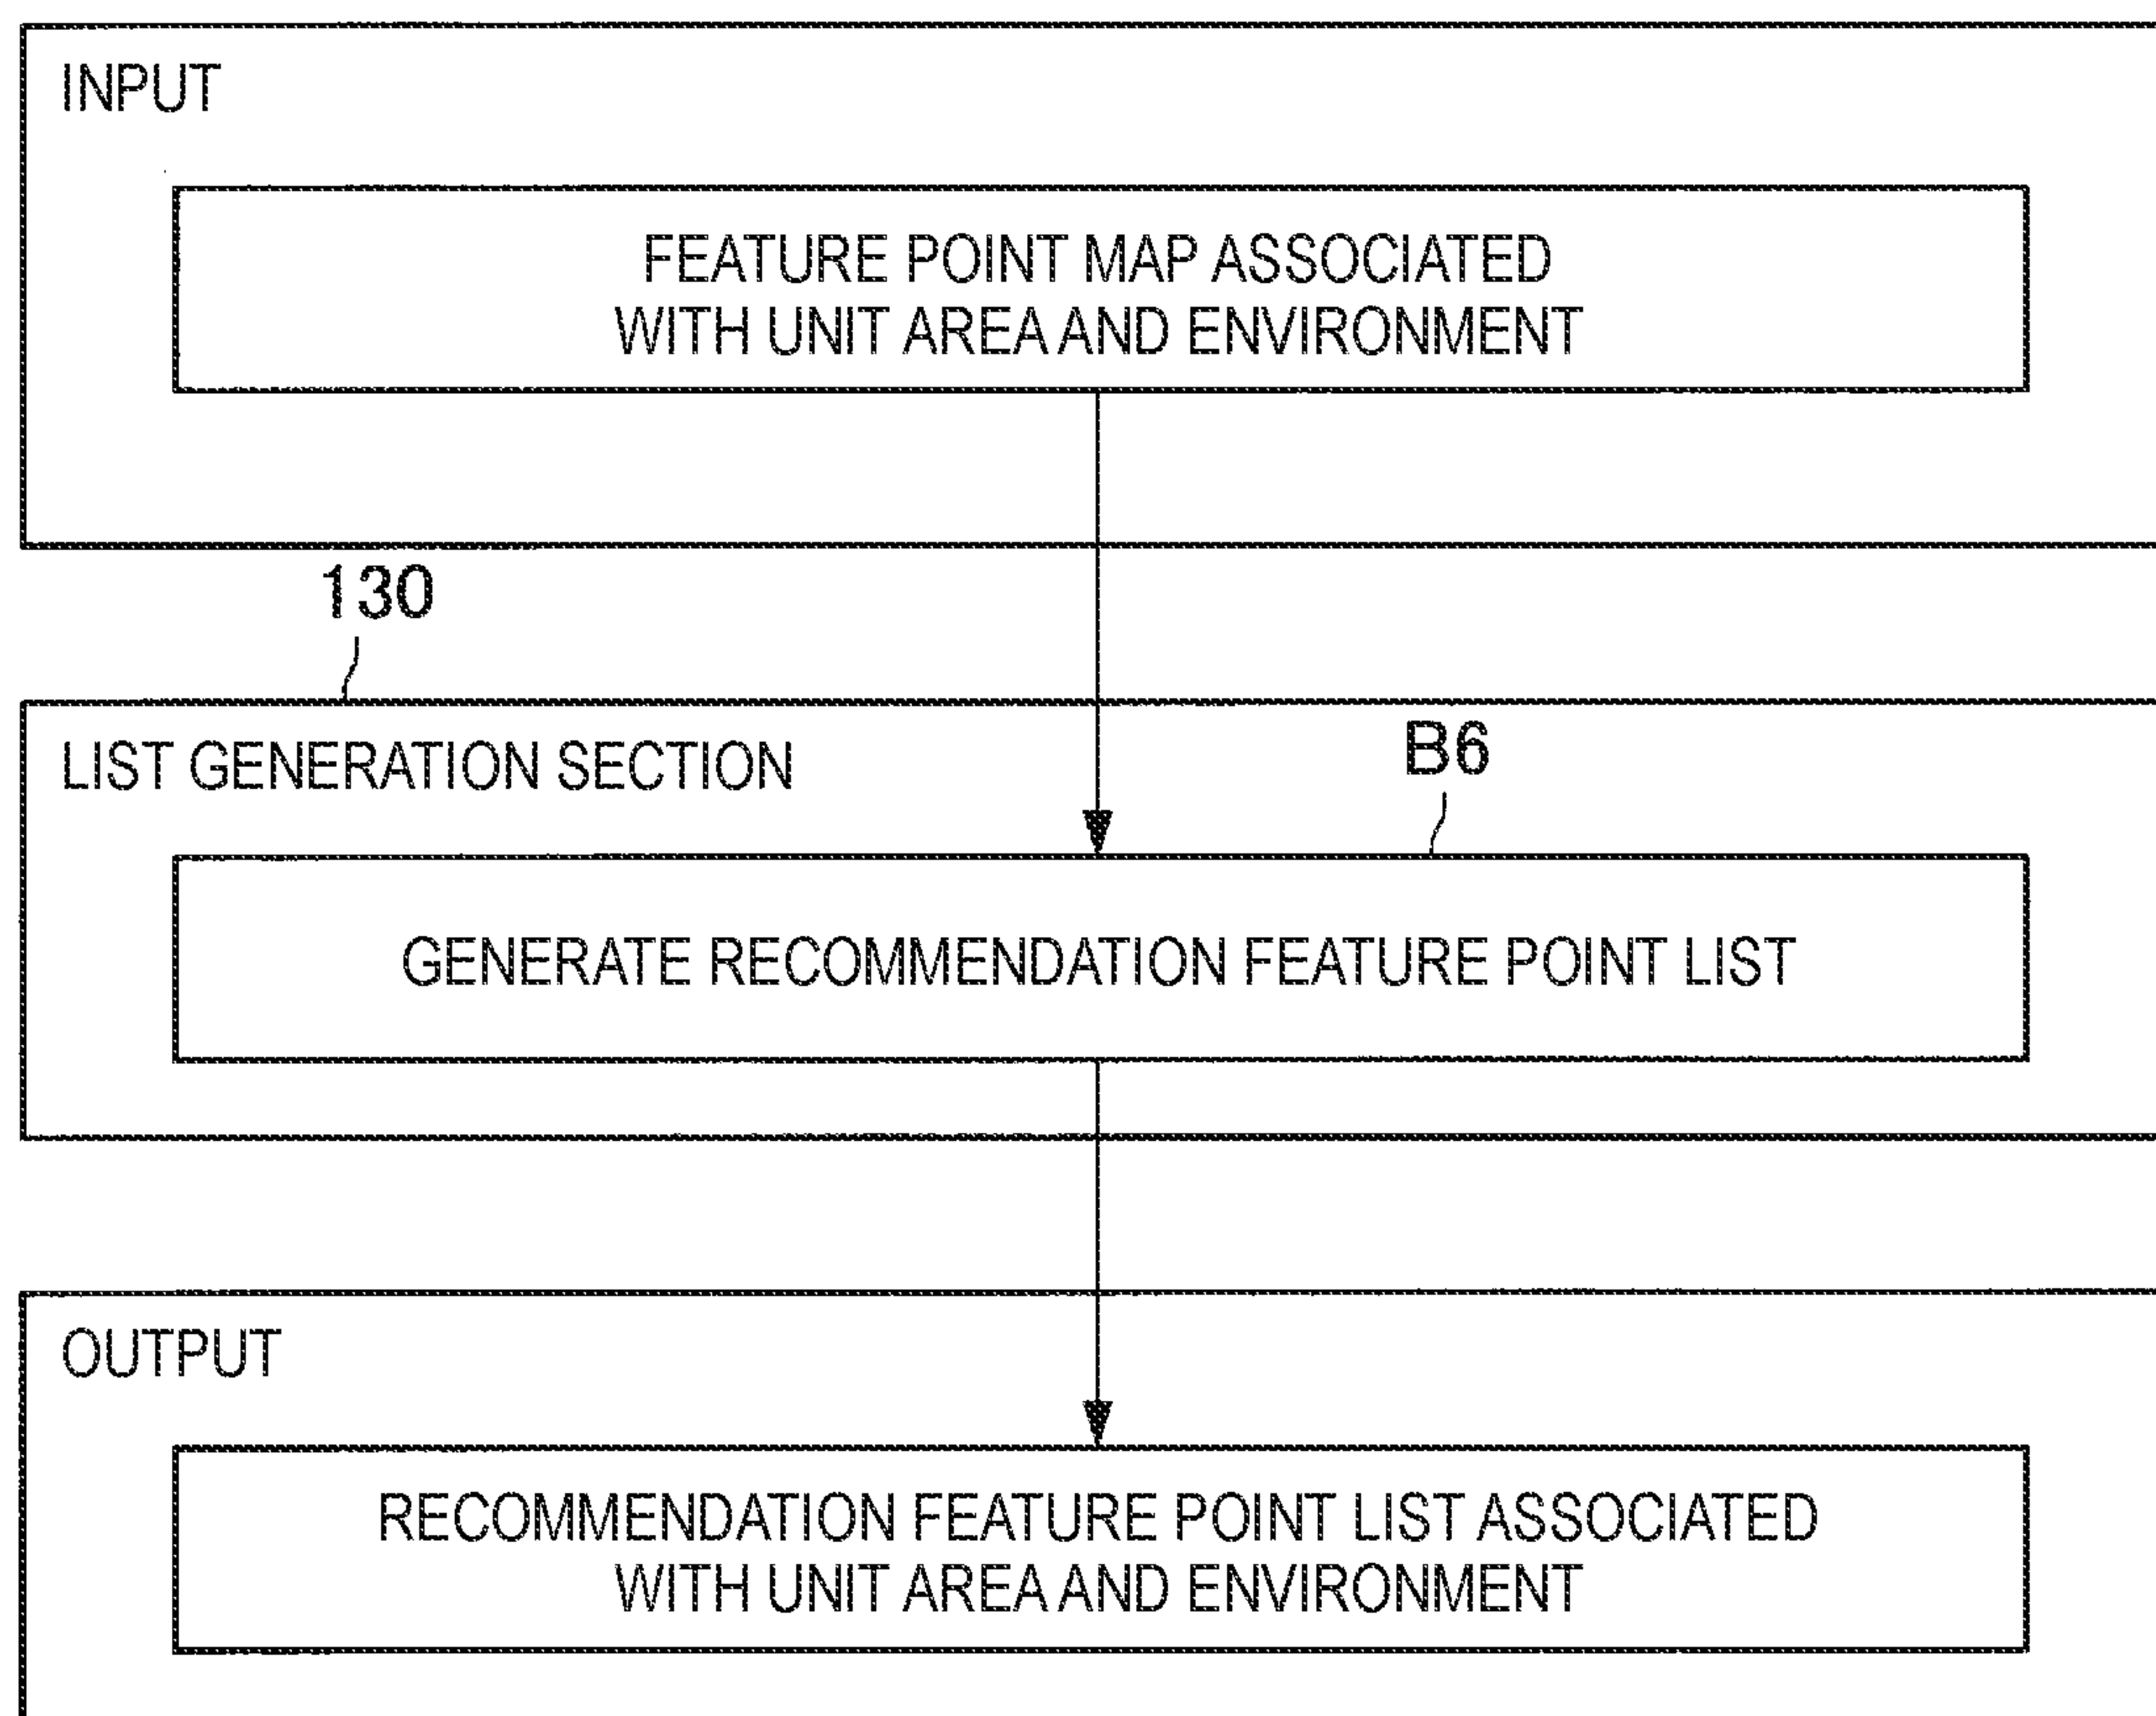 INPUT
FEATURE POINT MAP ASSOCIATED
WITH UNIT AREA AND ENVIRONMENT
130
LIST GENERATION SECTION
B6
GENERATE RECOMMENDATION FEATURE POINT LIST
OUTPUT
RECOMMENDATION FEATURE POINT LIST ASSOCIATED
WITH UNIT AREA AND ENVIRONMENT